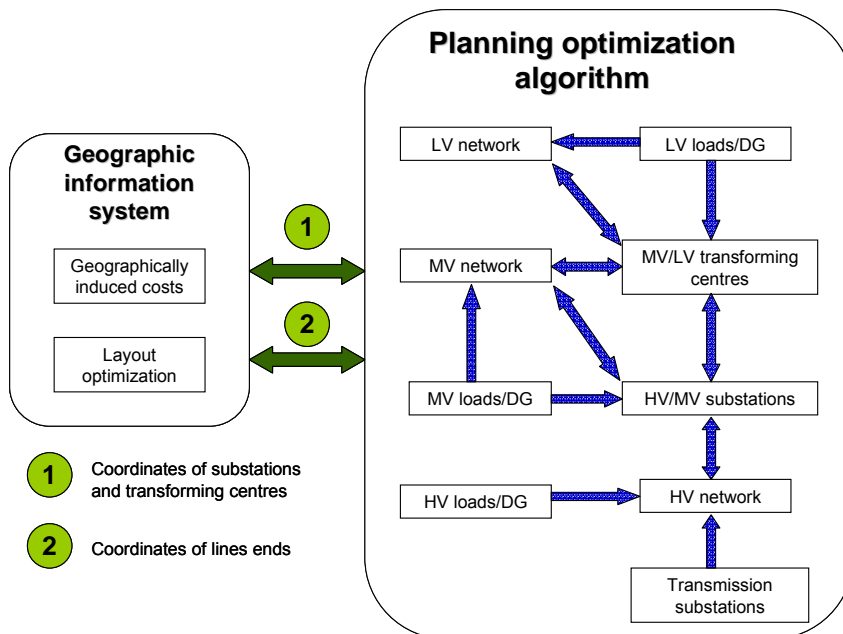 Planning optimization
algorithm
Geographic
information
system
Geographically
induced costs
Layout
optimization
1
2
LV network
LV loads/DG
MV network
MV/LV transforming
centres
MV loads/DG
HV/MV substations
HV loads/DG
HV network
Transmission
substations
1
Coordinates of substations
and transforming centres
2
Coordinates of lines ends